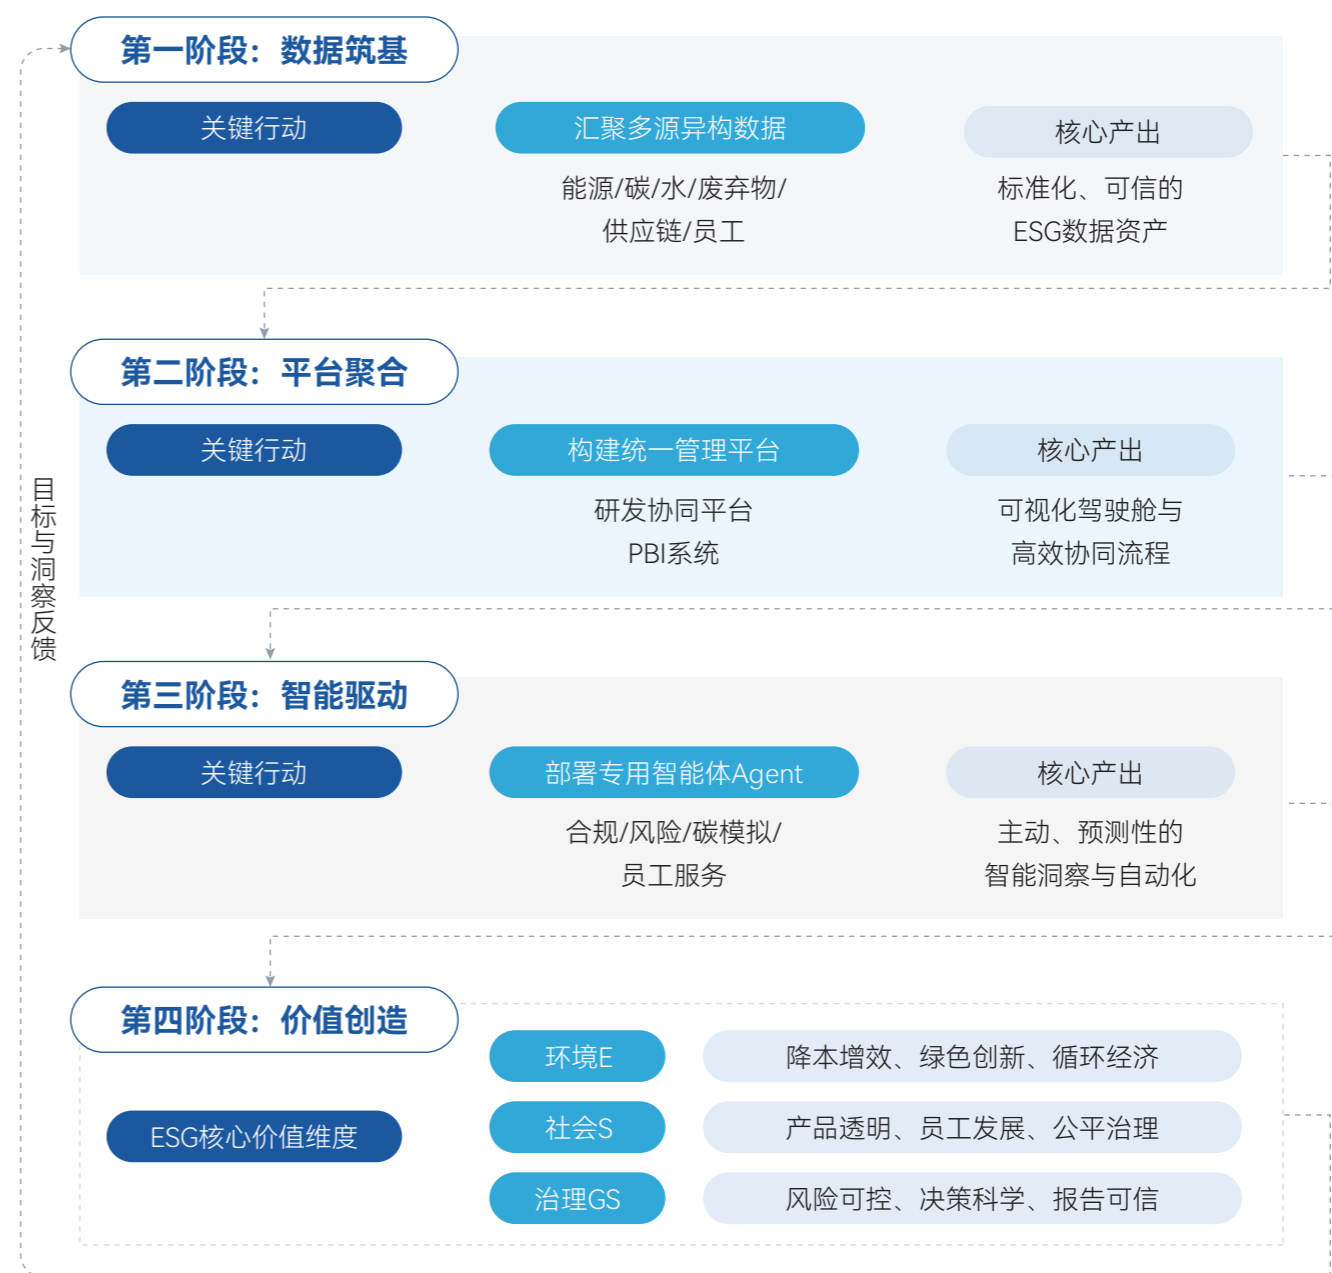 第一阶段：数据筑基
关键行动
汇聚多源异构数据
核心产出
能源/碳/水/废弃物/
供应链/员工
标准化、可信的
ESG数据资产
第二阶段：平台聚合
关键行动
构建统一管理平台
核心产出
研发协同平台
PBI系统
可视化驾驶舱与
高效协同流程
目标与洞察反馈
第三阶段：智能驱动
关键行动
部署专用智能体Agent
核心产出
合规/风险/碳模拟/
员工服务
主动、预测性的
智能洞察与自动化
第四阶段：价值创造
ESG核心价值维度
环境E
降本增效、绿色创新、循环经济
社会S
产品透明、员工发展、公平治理
治理GS
风险可控、决策科学、报告可信